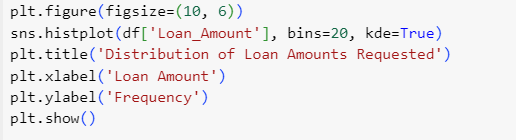 plt.figure(figsize=(10, 6))
sns.histplot(df['Loan_Amount'], bins=20, kde=True)
plt.title('Distribution of Loan Amounts Requested')
plt.xlabel('Loan Amount')
plt.ylabel('Frequency')
plt.show()